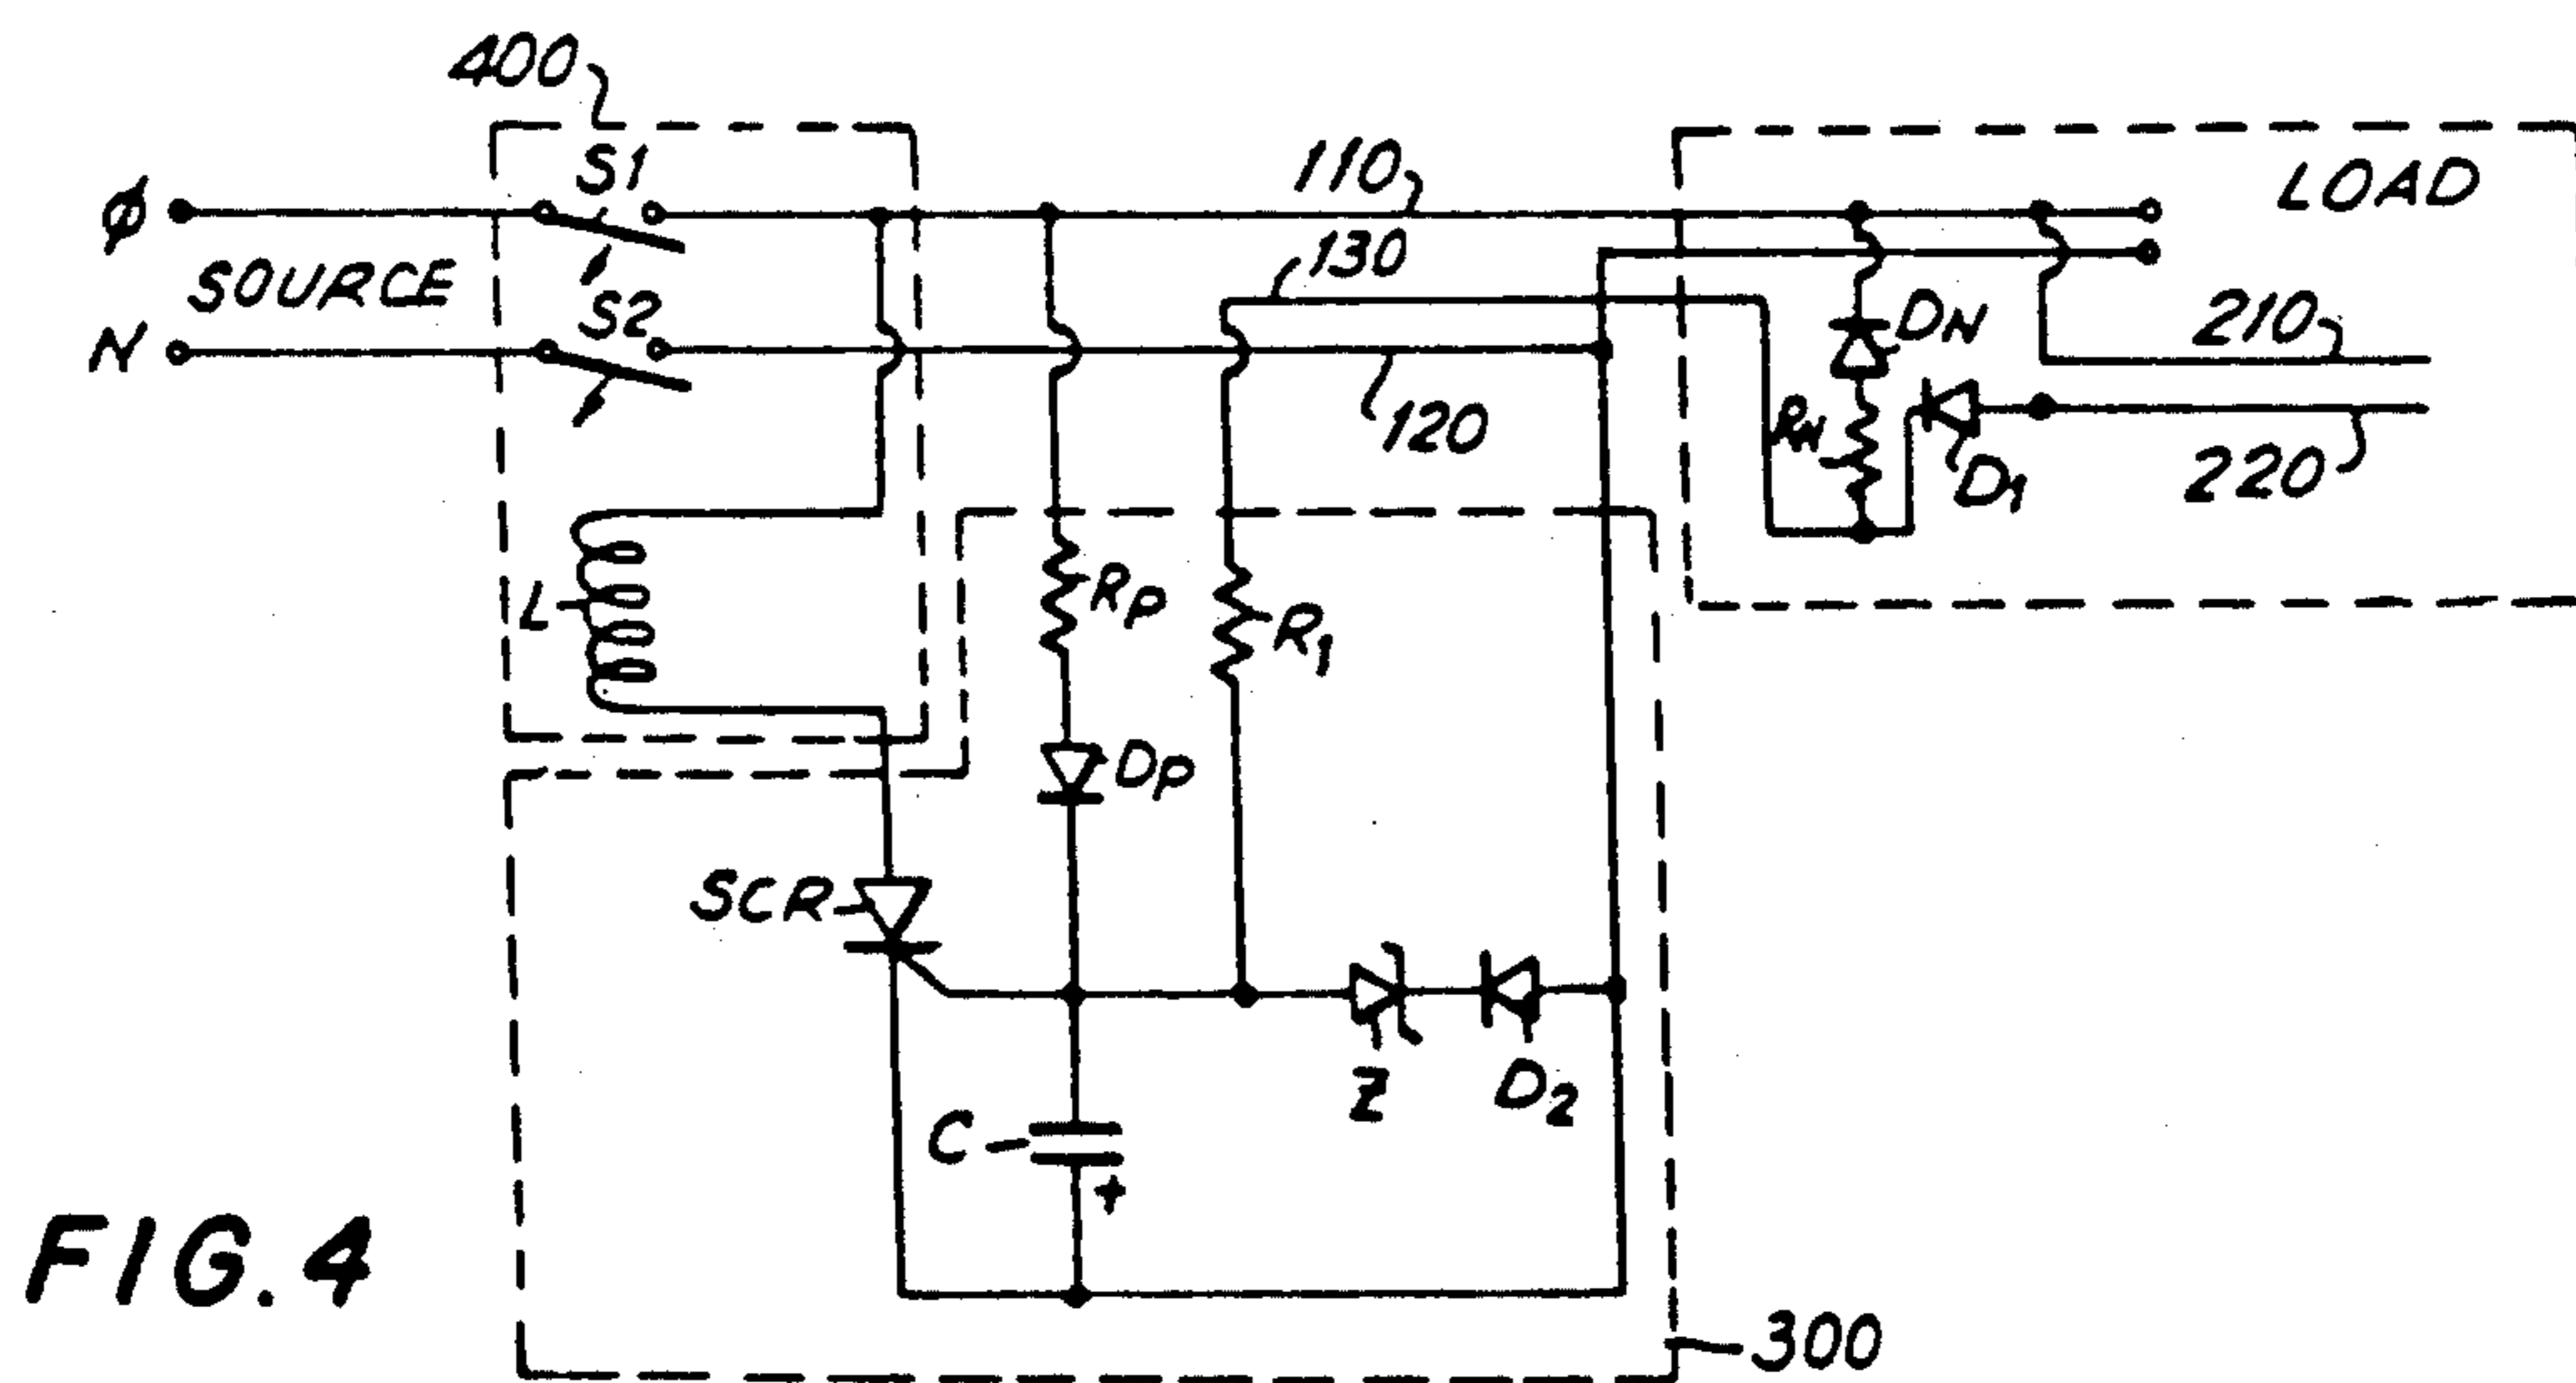 400
S1
110
LOAD
ϕ
130
SOURCE
S2
DN
210
N
120
RN
D1
220
L
RP
R1
DP
SCR
Z
D2
C
+
FIG. 4
300